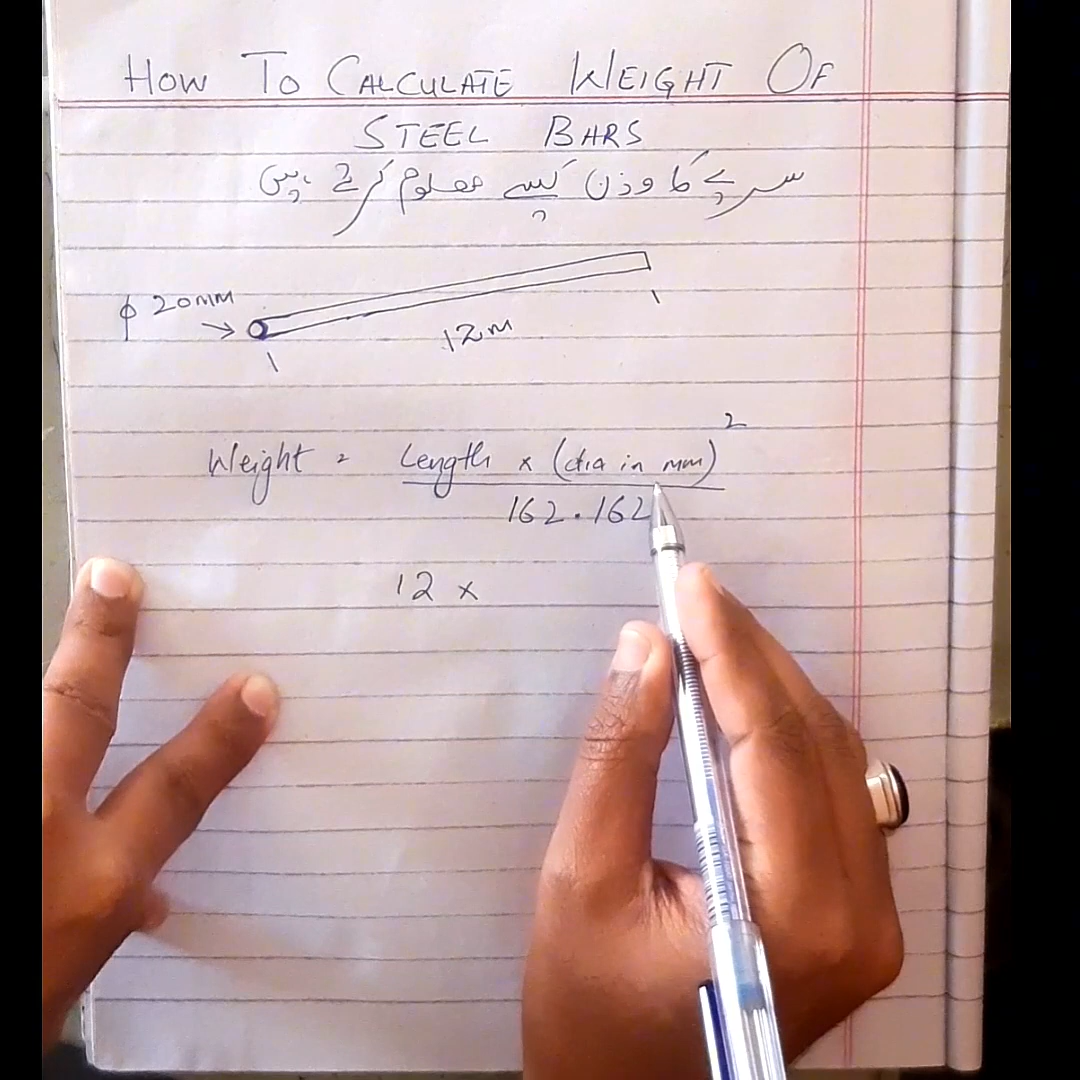 HOW TO CALCULATE WEIGHT OF
STEEL BARS
سریے کا وزن کیسے معلوم کرتے ہیں
ϕ 20mm
12m
Weight = Length x (dia in mm)²
162.162
12 x